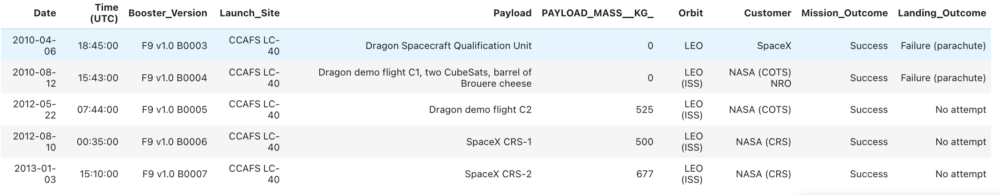 Date Time (UTC) Booster_Version Launch_Site Payload PAYLOAD_MASS__KG_ Orbit Customer Mission_Outcome Landing_Outcome
2010-04-06 18:45:00 F9 v1.0 B0003 CCAFS LC-40 Dragon Spacecraft Qualification Unit 0 LEO SpaceX Success Failure (parachute)
2010-08-12 15:43:00 F9 v1.0 B0004 CCAFS LC-40 Dragon demo flight C1, two CubeSats, barrel of Brouere cheese 0 LEO (ISS) NASA (COTS) NRO Success Failure (parachute)
2012-05-22 07:44:00 F9 v1.0 B0005 CCAFS LC-40 Dragon demo flight C2 525 LEO (ISS) NASA (COTS) Success No attempt
2012-08-10 00:35:00 F9 v1.0 B0006 CCAFS LC-40 SpaceX CRS-1 500 LEO (ISS) NASA (CRS) Success No attempt
2013-01-03 15:10:00 F9 v1.0 B0007 CCAFS LC-40 SpaceX CRS-2 677 LEO (ISS) NASA (CRS) Success No attempt